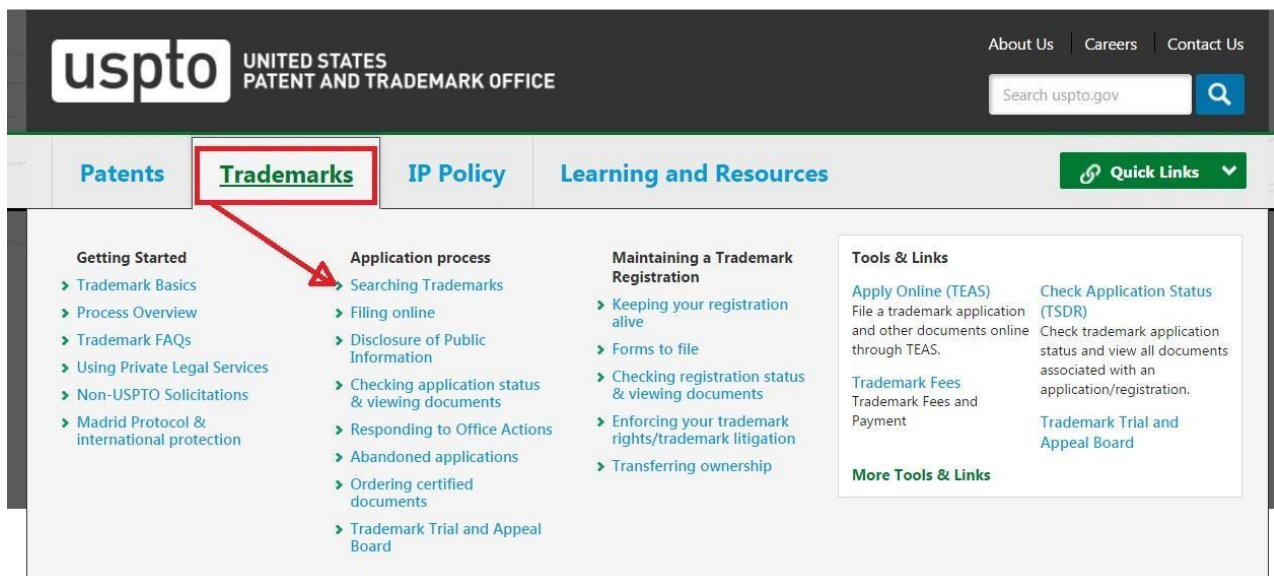 uspto
UNITED STATES
PATENT AND TRADEMARK OFFICE
About Us
Careers
Contact Us
Search uspto.gov
Patents
Trademarks
IP Policy
Learning and Resources
Quick Links
Getting Started
Trademark Basics
Process Overview
Trademark FAQs
Using Private Legal Services
Non-USPTO Solicitations
Madrid Protocol &
international protection
Application process
Searching Trademarks
Filing online
Disclosure of Public
Information
Checking application status
& viewing documents
Responding to Office Actions
Abandoned applications
Ordering certified
documents
Trademark Trial and Appeal
Board
Maintaining a Trademark
Registration
Keeping your registration
alive
Forms to file
Checking registration status
& viewing documents
Enforcing your trademark
rights/trademark litigation
Transferring ownership
Tools & Links
Apply Online (TEAS)
File a trademark application
and other documents online
through TEAS.
Trademark Fees
Trademark Fees and
Payment
Check Application Status
(TSDR)
Check trademark application
status and view all documents
associated with an
application/registration.
Trademark Trial and
Appeal Board
More Tools & Links